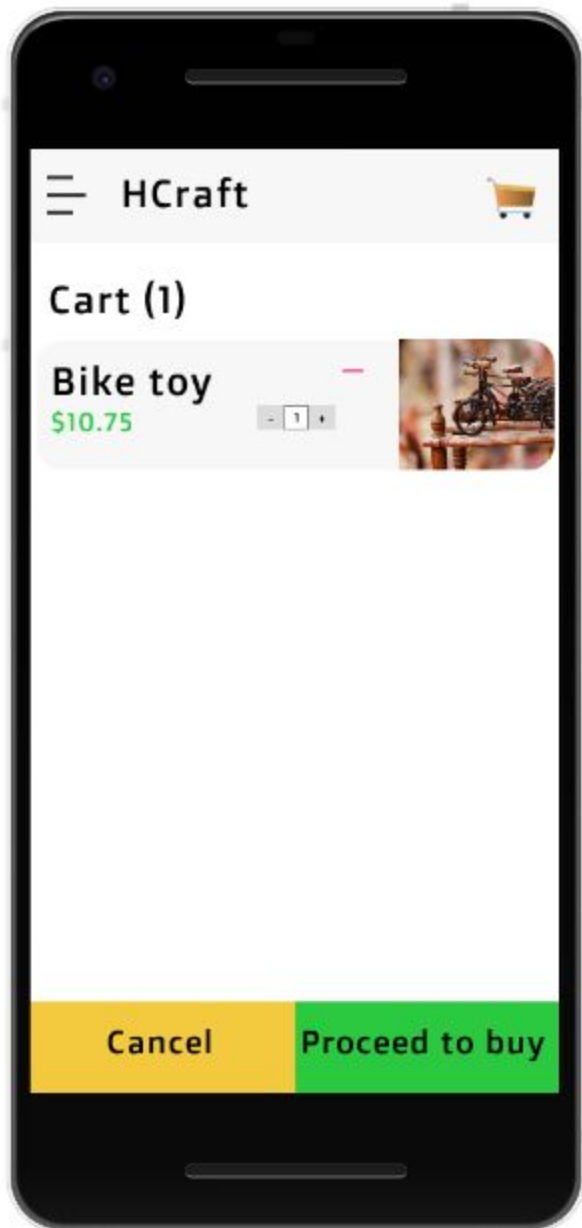 HCraft
Cart (1)
Bike toy
$10.75
- 1 +
Cancel
Proceed to buy